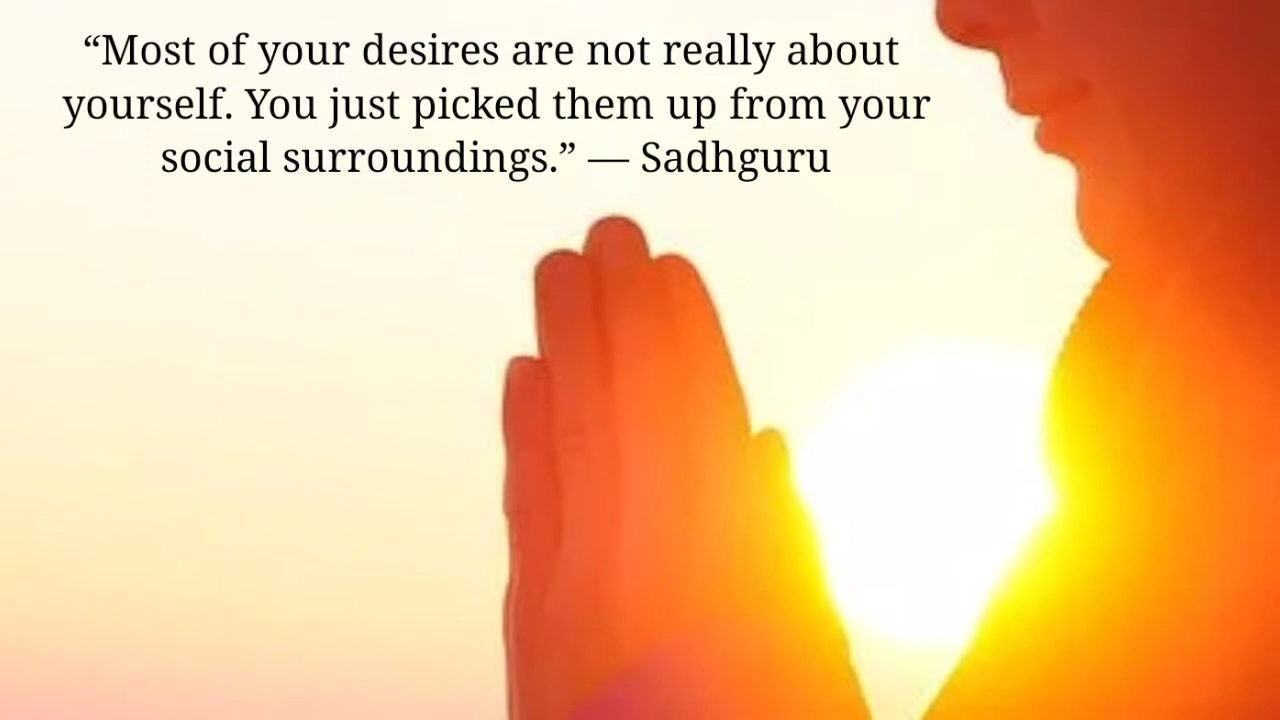 “Most of your desires are not really about
yourself. You just picked them up from your
social surroundings.” — Sadhguru